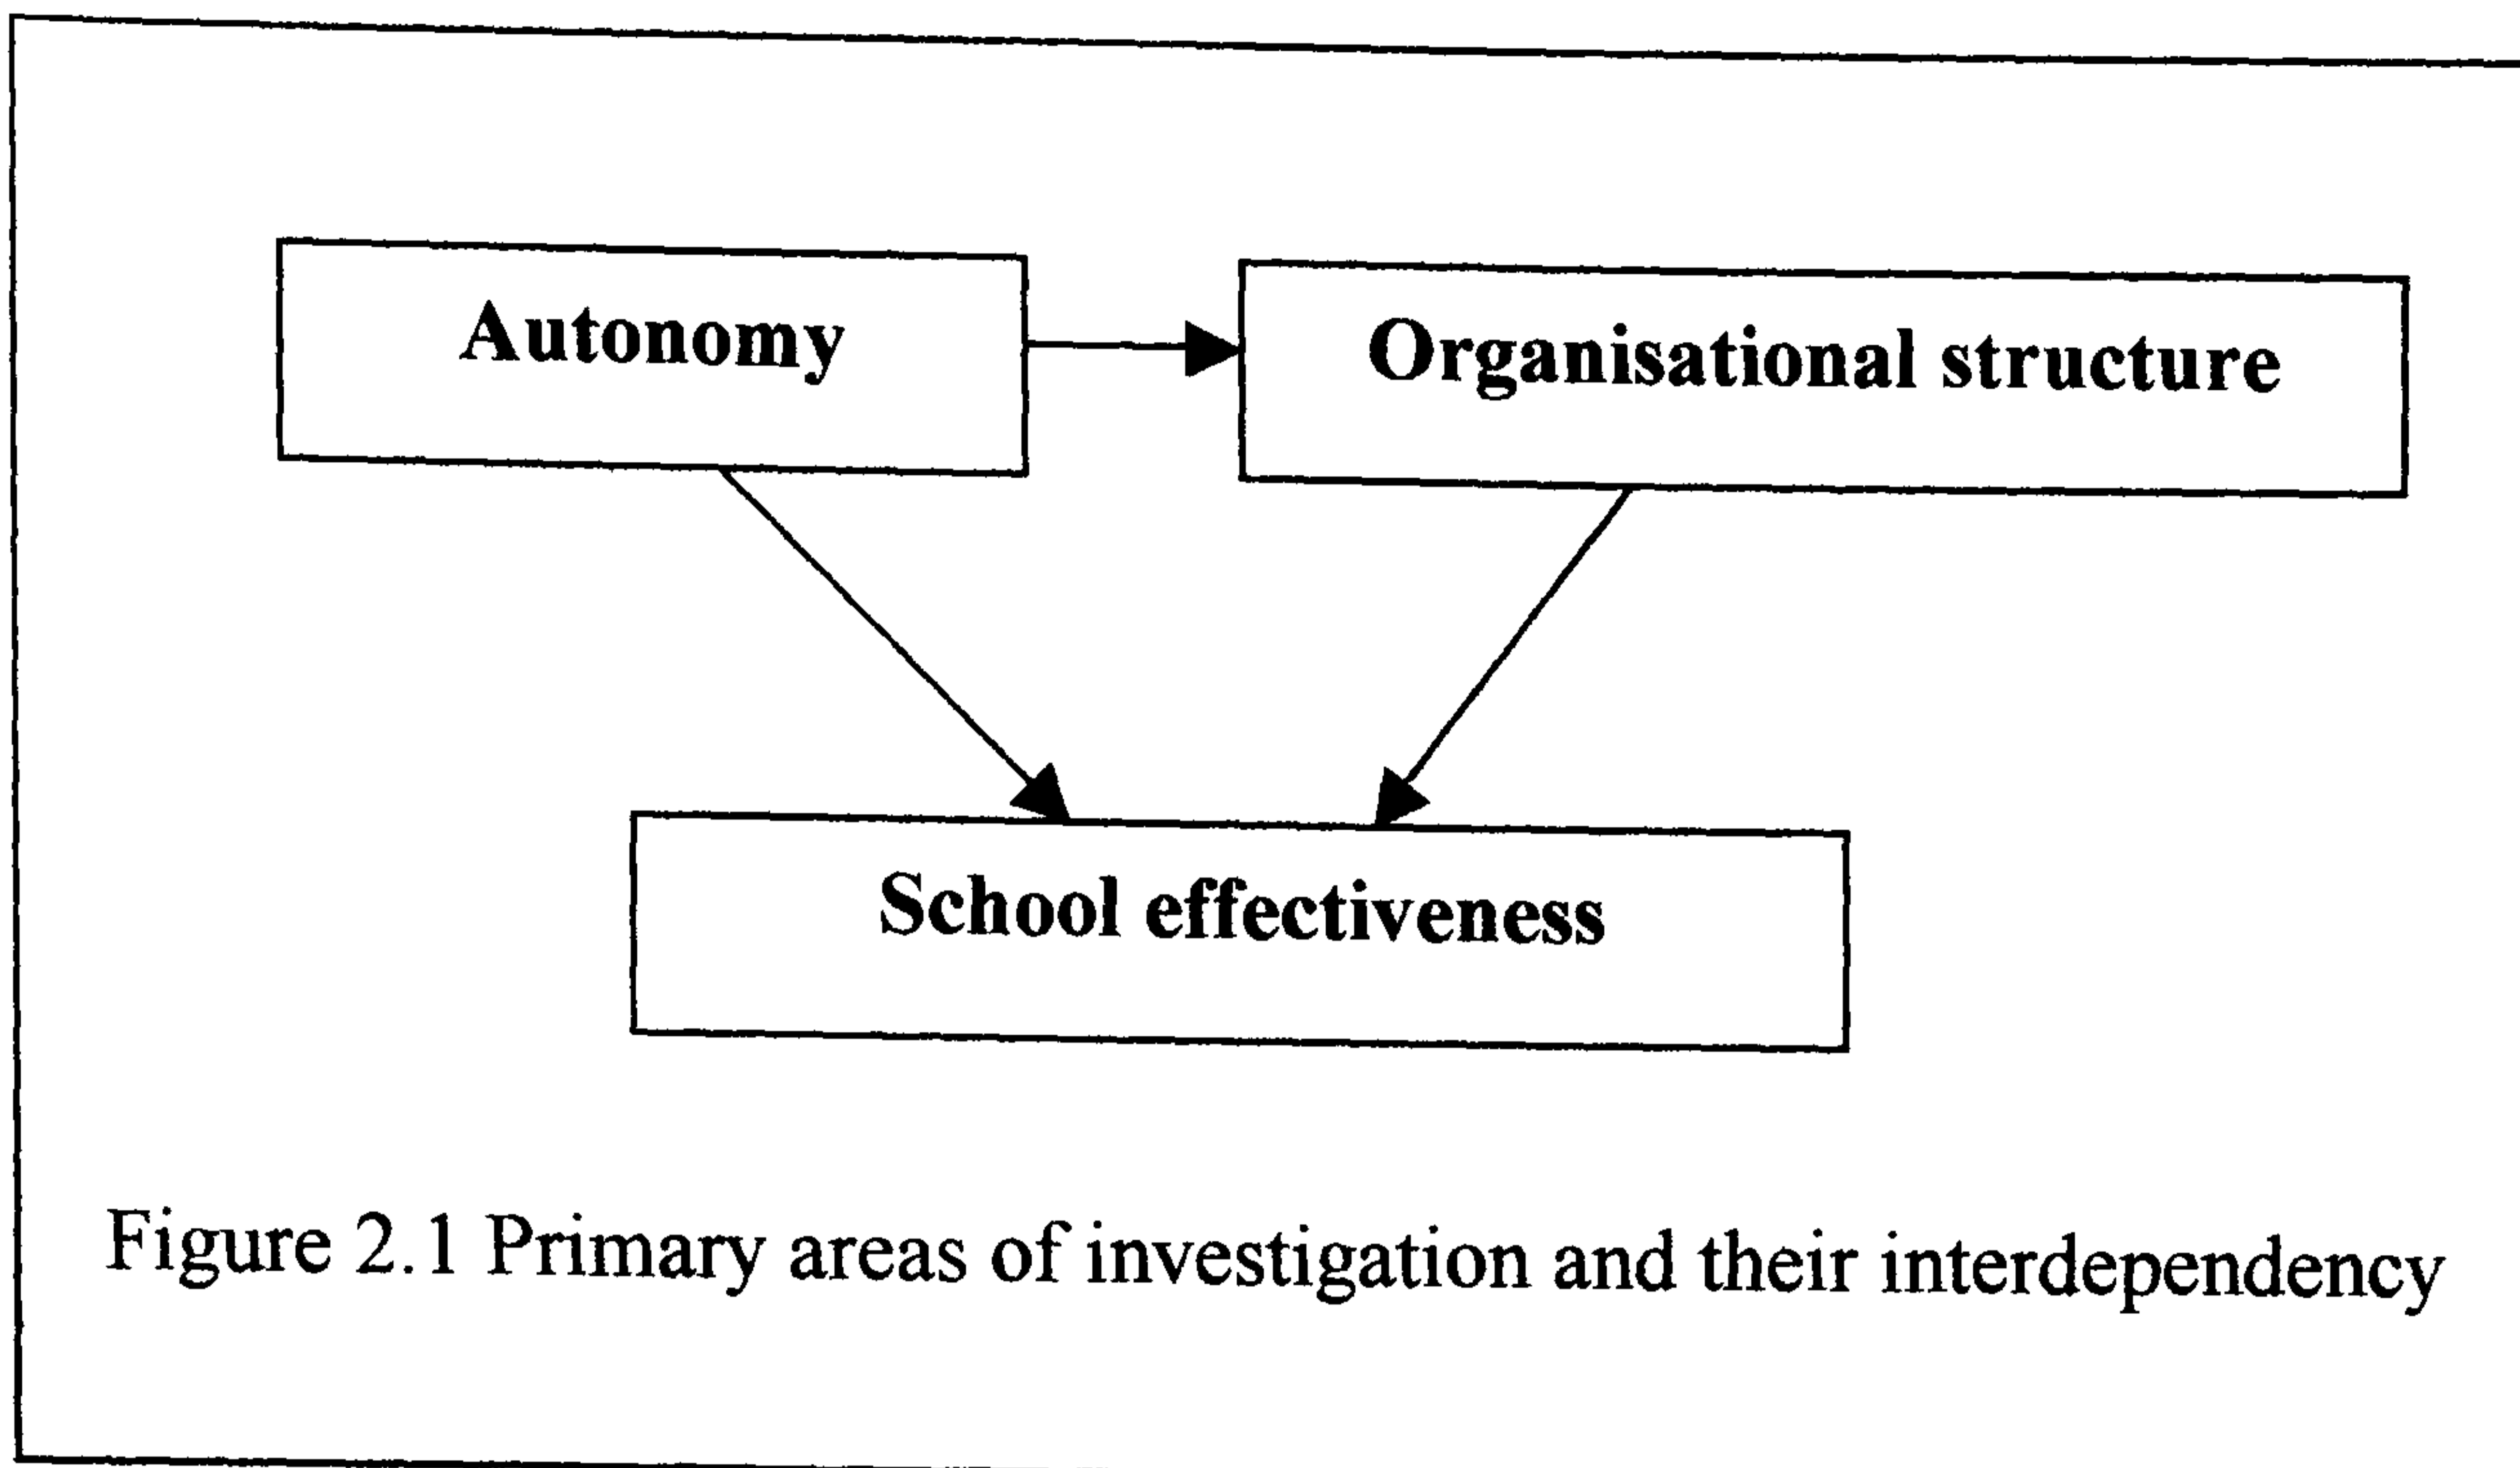 Autonomy
Organisational structure
School effectiveness
Figure 2.1 Primary areas of investigation and their interdependency